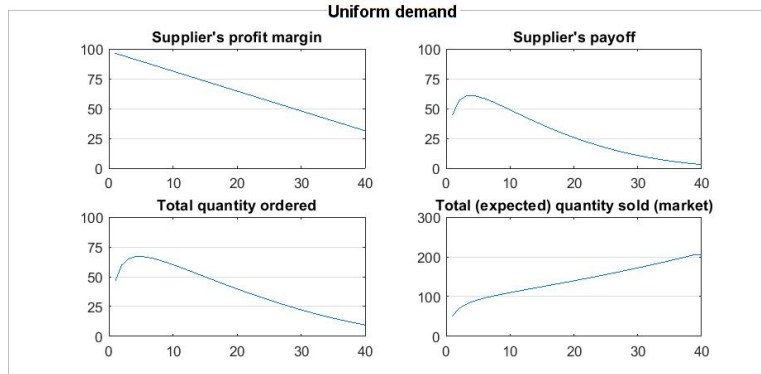 Uniform demand
Supplier's profit margin
100
75
50
25
0
0 10 20 30 40
Supplier's payoff
100
75
50
25
0
0 10 20 30 40
Total quantity ordered
100
75
50
25
0
0 10 20 30 40
Total (expected) quantity sold (market)
300
200
100
0
0 10 20 30 40